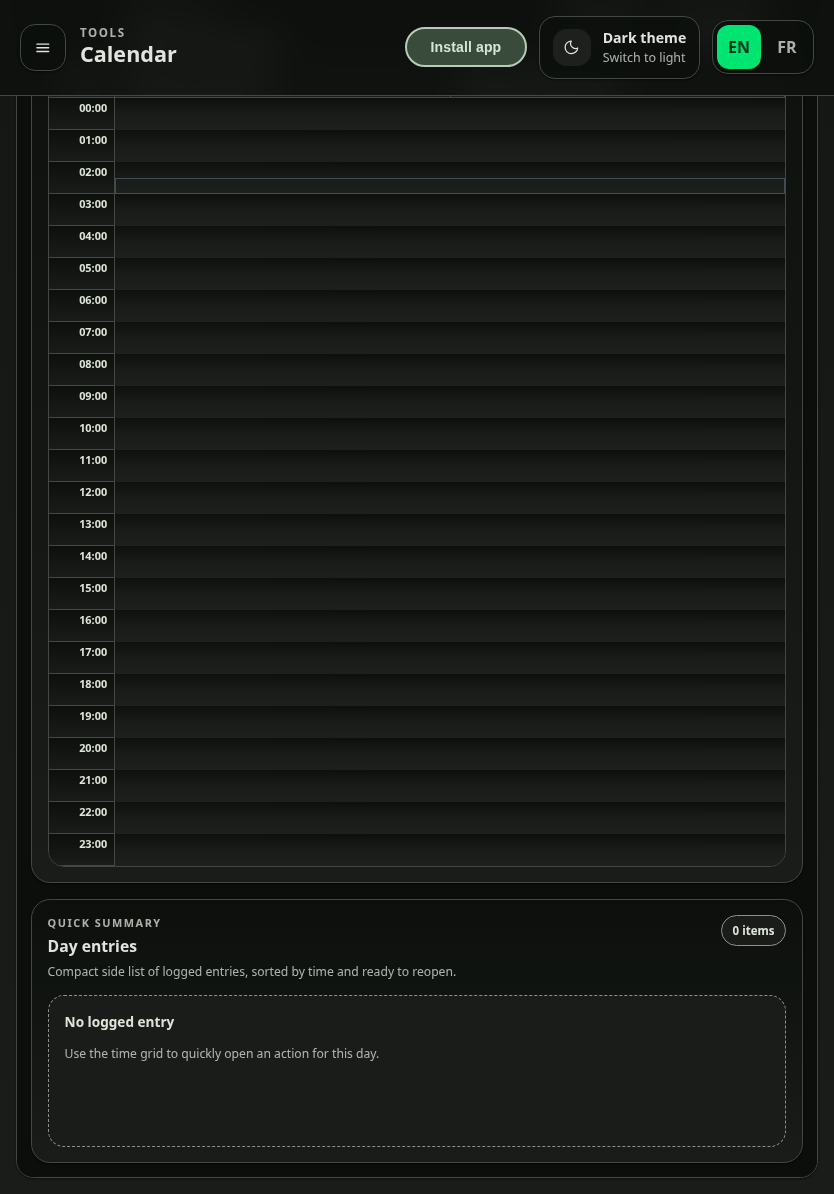 TOOLS
Calendar
Install app
Dark theme
Switch to light
EN
FR
00:00
01:00
02:00
03:00
04:00
05:00
06:00
07:00
08:00
09:00
10:00
11:00
12:00
13:00
14:00
15:00
16:00
17:00
18:00
19:00
20:00
21:00
22:00
23:00
QUICK SUMMARY
Day entries
0 items
Compact side list of logged entries, sorted by time and ready to reopen.
No logged entry
Use the time grid to quickly open an action for this day.